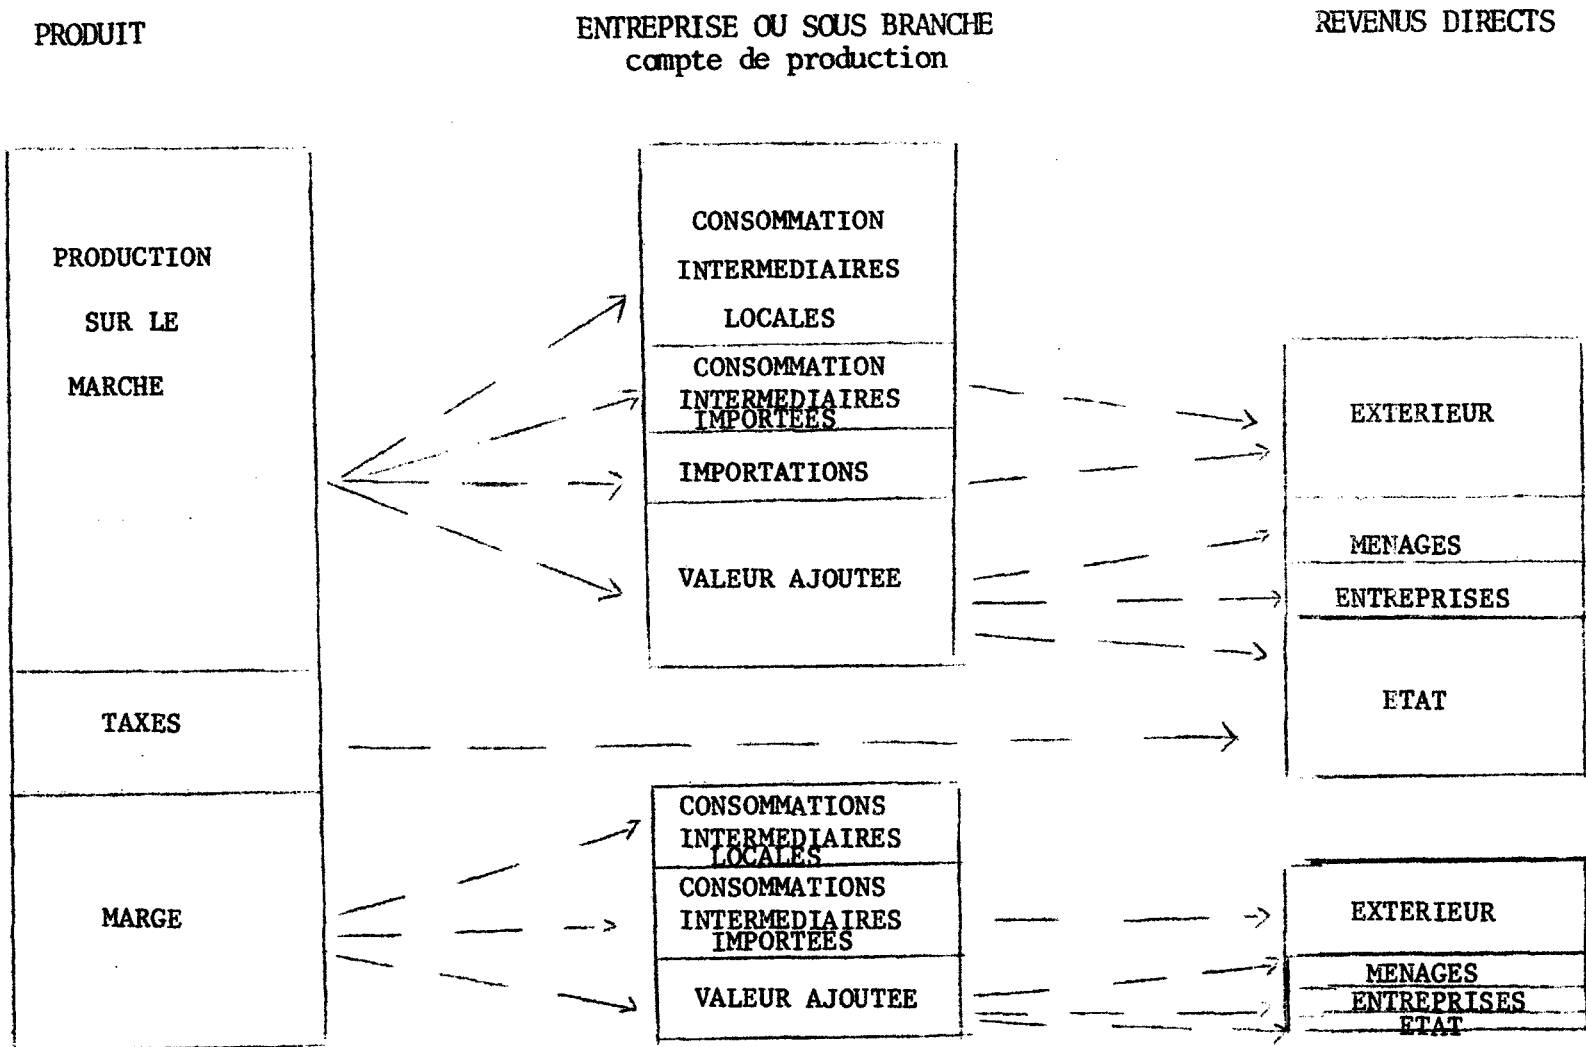 PRODUIT
ENTREPRISE OU SOUS BRANCHE
compte de production
REVENUS DIRECTS
PRODUCTION
SUR LE
MARCHE
TAXES
MARGE
CONSOMMATION
INTERMEDIAIRES
LOCALES
CONSOMMATION
INTERMEDIAIRES
IMPORTEES
IMPORTATIONS
VALEUR AJOUTEE
CONSOMMATIONS
INTERMEDIAIRES
LOCALES
CONSOMMATIONS
INTERMEDIAIRES
IMPORTEES
VALEUR AJOUTEE
EXTERIEUR
MENAGES
ENTREPRISES
ETAT
EXTERIEUR
MENAGES
ENTREPRISES
ETAT